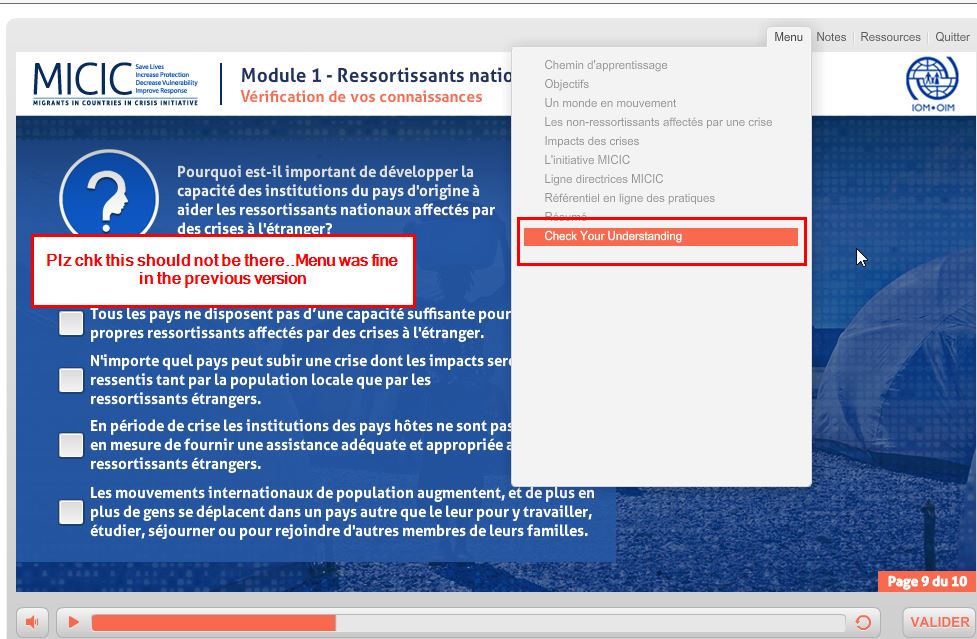 Menu
Notes
Ressources
Quitter
MICIC
Save Lives
Increase Protection
Decrease Vulnerability
Improve Response
MIGRANTS IN COUNTRIES IN CRISIS INITIATIVE
Module 1 - Ressortissants natio
Vérification de vos connaissances
IOM•OIM
Chemin d'apprentissage
Objectifs
Un monde en mouvement
Les non-ressortissants affectés par une crise
Impacts des crises
L'initiative MICIC
Ligne directrices MICIC
Référentiel en ligne des pratiques
Résumé
Check Your Understanding
Pourquoi est-il important de développer la
capacité des institutions du pays d'origine à
aider les ressortissants nationaux affectés par
des crises à l'étranger?
Plz chk this should not be there..Menu was fine
in the previous version
Tous les pays ne disposent pas d’une capacité suffisante pour
propres ressortissants affectés par des crises à l'étranger.
N'importe quel pays peut subir une crise dont les impacts sero
ressentis tant par la population locale que par les
ressortissants étrangers.
En période de crise les institutions des pays hôtes ne sont pas
en mesure de fournir une assistance adéquate et appropriée a
ressortissants étrangers.
Les mouvements internationaux de population augmentent, et de plus en
plus de gens se déplacent dans un pays autre que le leur pour y travailler,
étudier, séjourner ou pour rejoindre d'autres membres de leurs familles.
Page 9 du 10
VALIDER